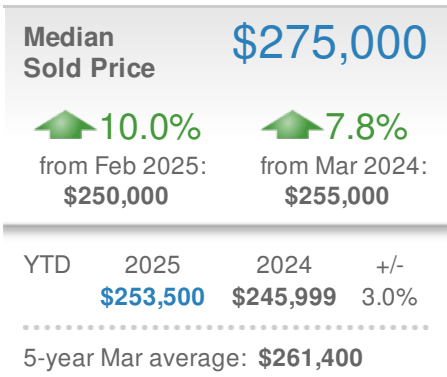 Median $275,000
Sold Price
10.0% 7.8%
from Feb 2025: from Mar 2024:
$250,000 $255,000
YTD 2025 2024 +/-
$253,500 $245,999 3.0%
5-year Mar average: $261,400